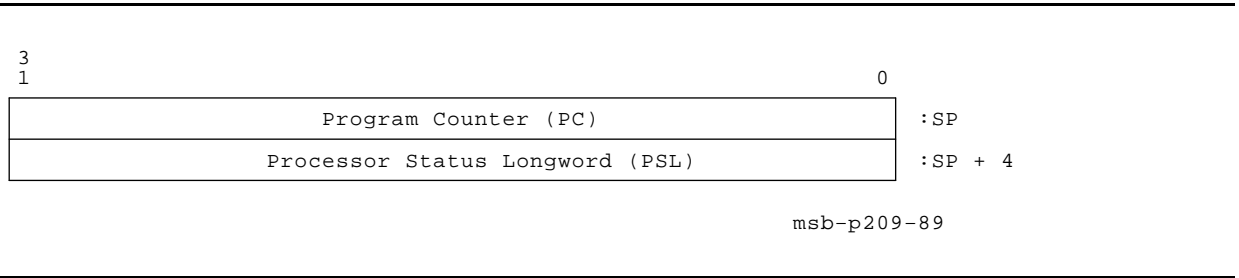 3
1 0
Program Counter (PC) :SP
Processor Status Longword (PSL) :SP + 4
msb-p209-89